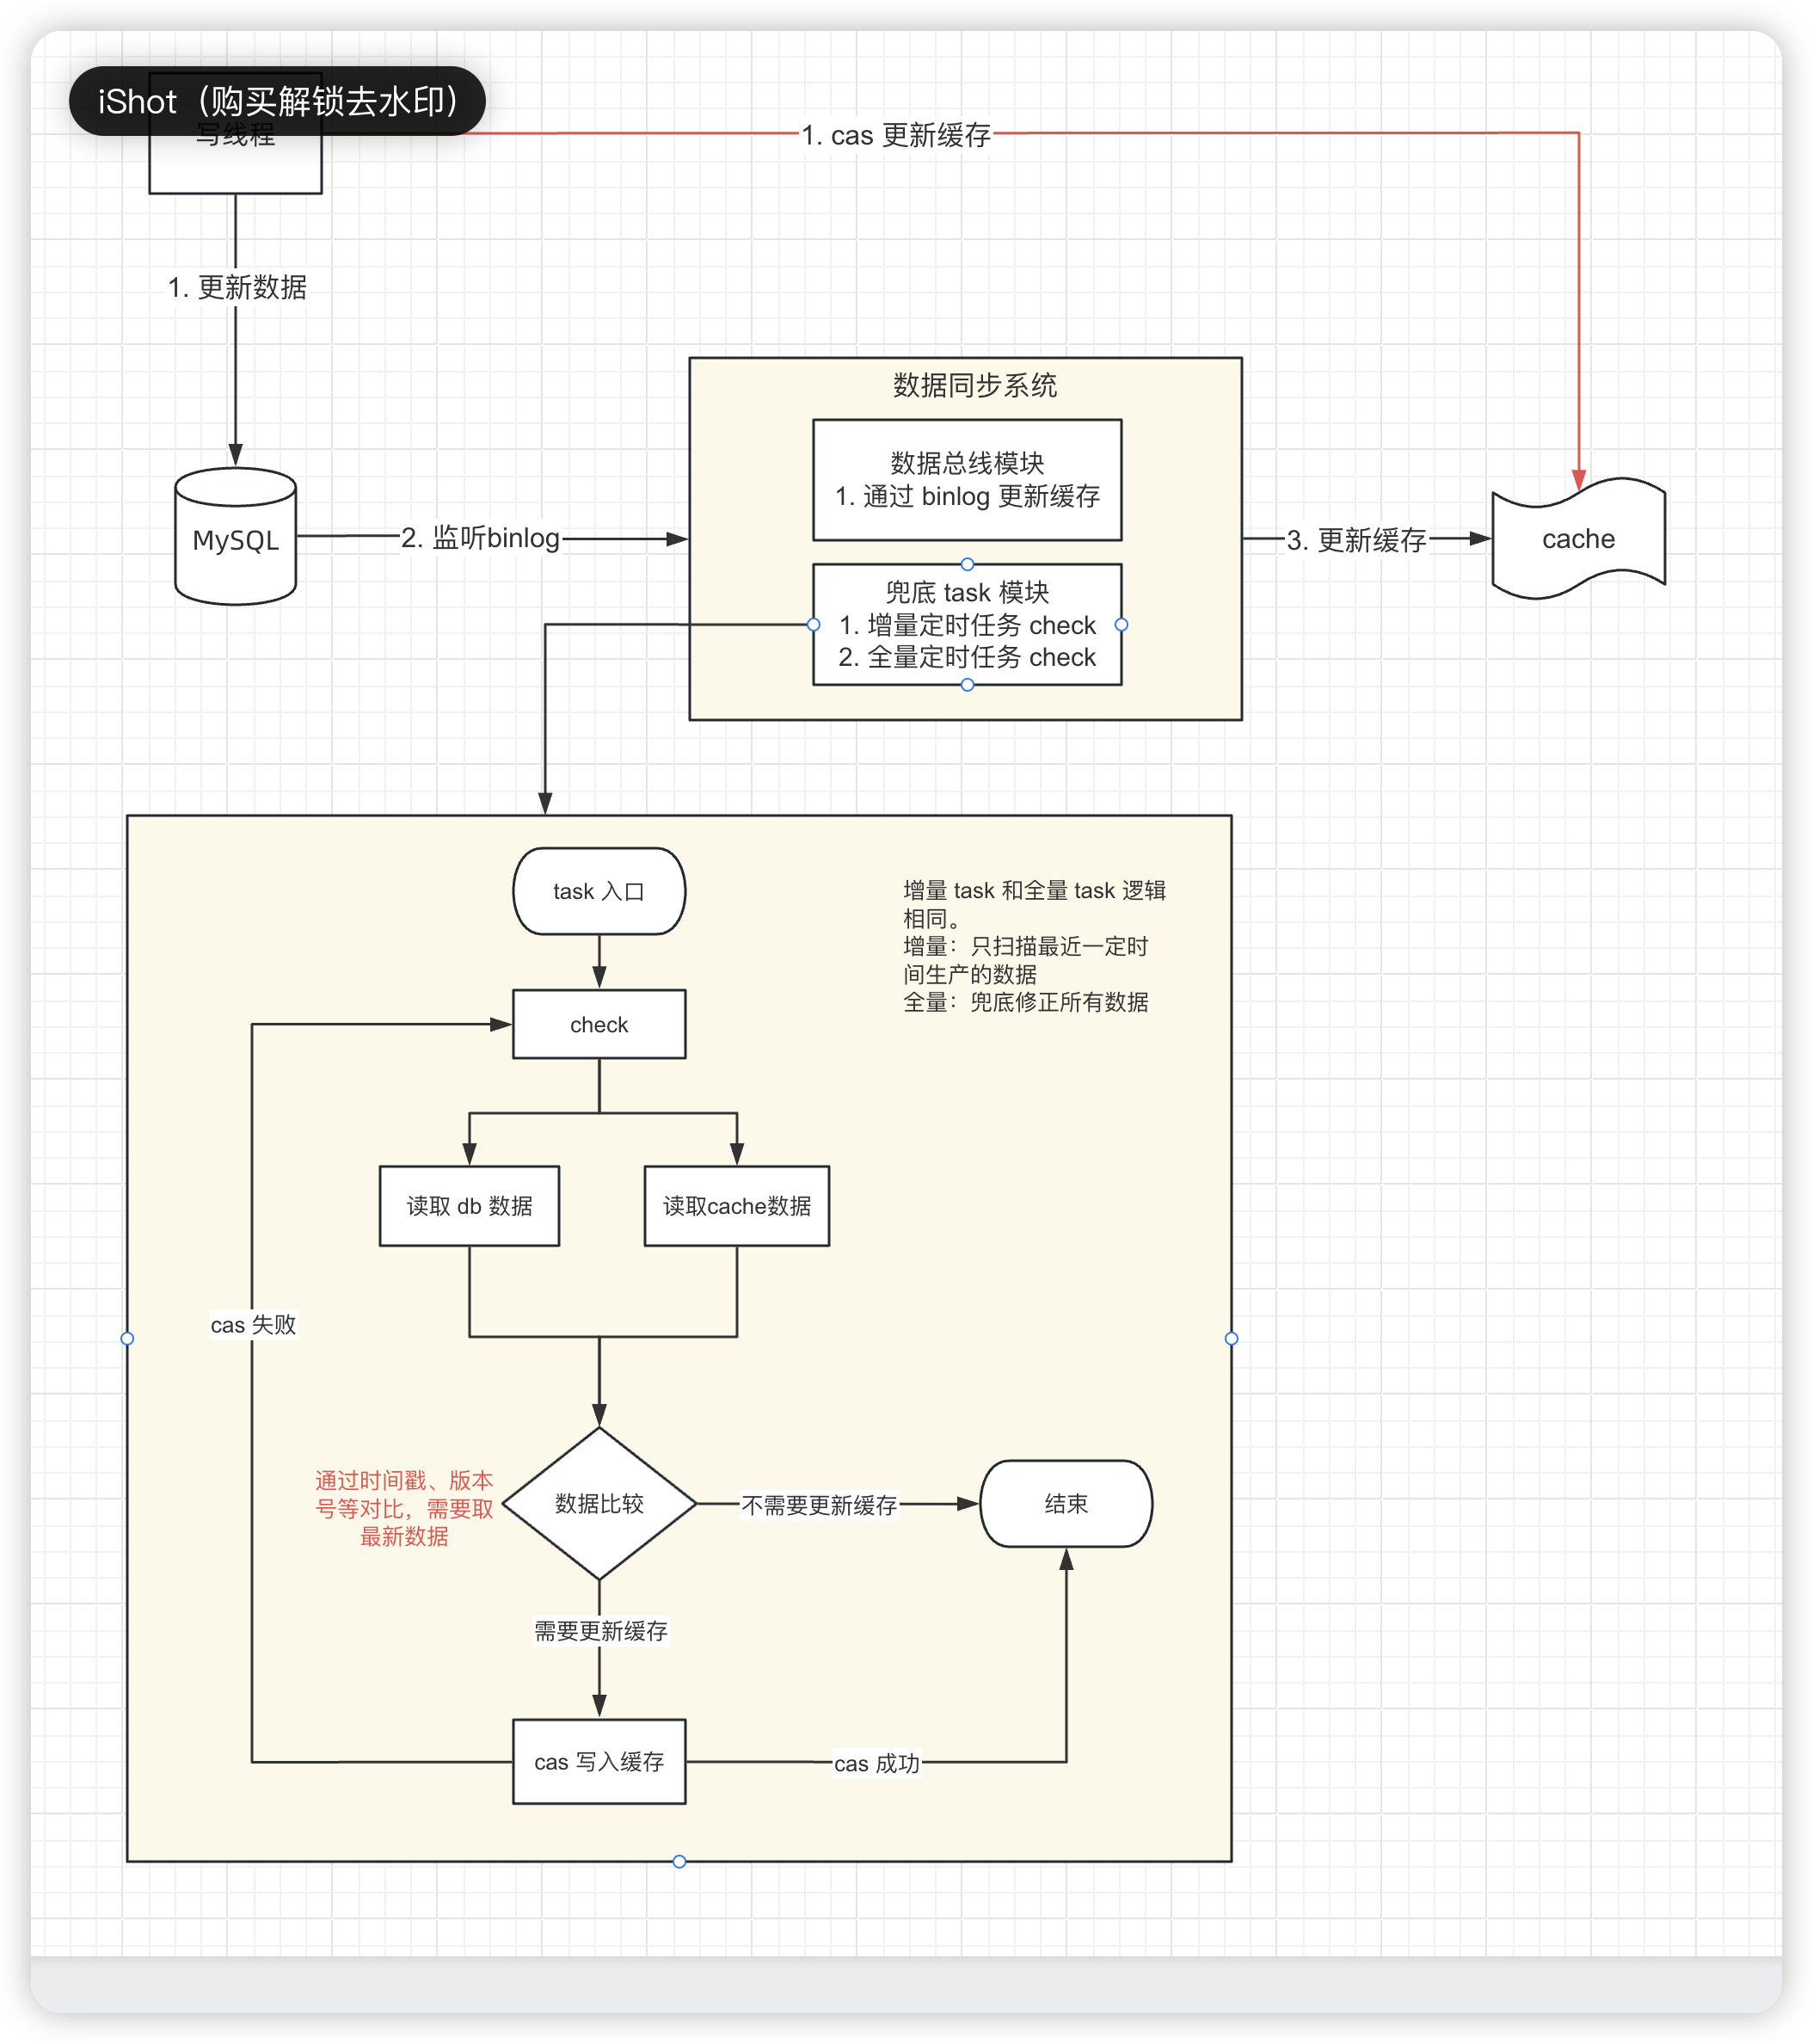 iShot（购买解锁去水印）
写线程
1. cas 更新缓存
1. 更新数据
数据同步系统
数据总线模块
1. 通过 binlog 更新缓存
MySQL
2. 监听binlog
3. 更新缓存
cache
兜底 task 模块
1. 增量定时任务 check
2. 全量定时任务 check
task 入口
增量 task 和全量 task 逻辑
相同。
增量：只扫描最近一定时
间生产的数据
全量：兜底修正所有数据
check
读取 db 数据
读取cache数据
cas 失败
通过时间戳、版本
号等对比，需要取
最新数据
数据比较
不需要更新缓存
结束
需要更新缓存
cas 写入缓存
cas 成功